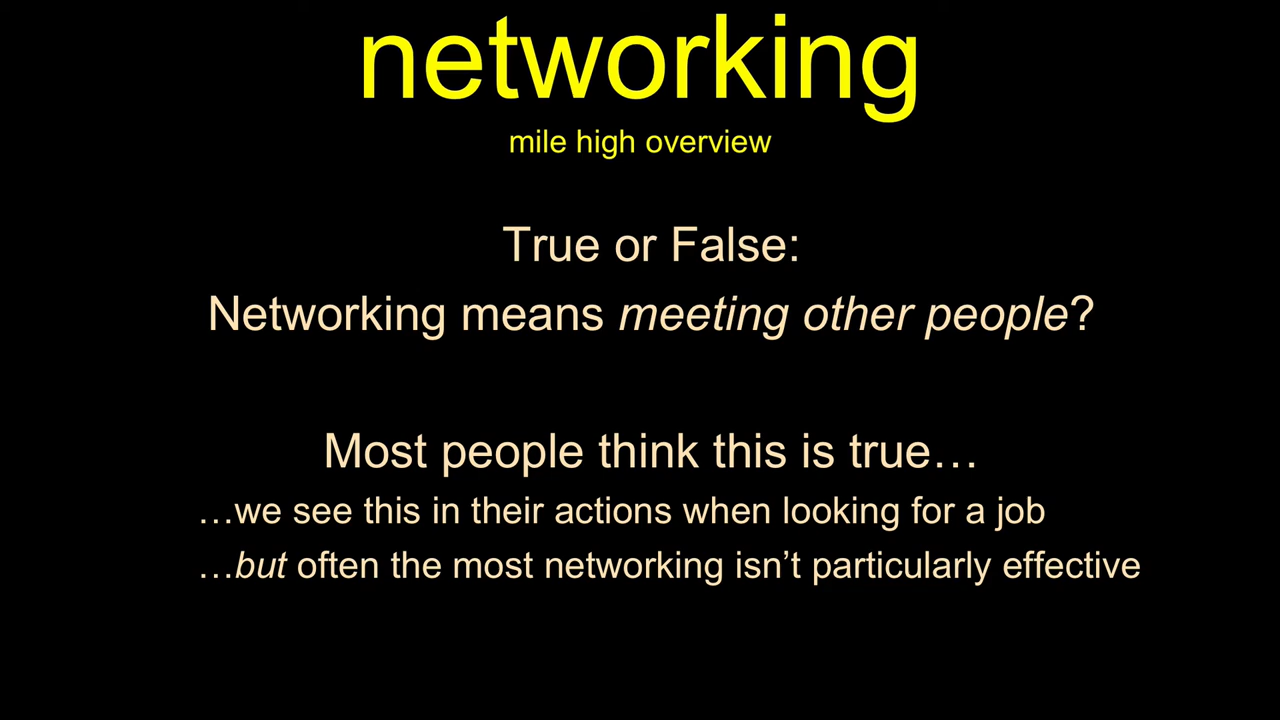 networking
mile high overview
True or False:
Networking means meeting other people?
Most people think this is true…
…we see this in their actions when looking for a job
…but often the most networking isn’t particularly effective